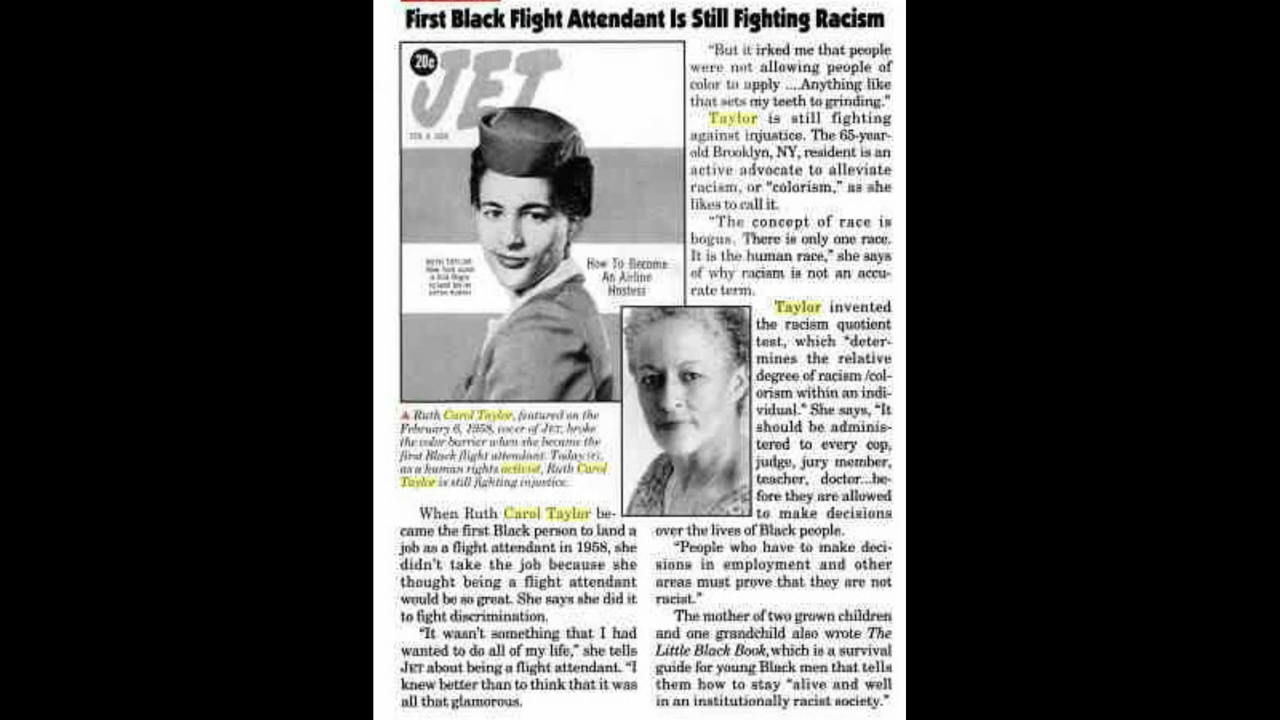 First Black Flight Attendant Is Still Fighting Racism
20¢
JET
How To Become
An Airline
Hostess
▲ Ruth Carol Taylor, featured on the
February 6, 1958, cover of JET, broke
the color barrier when she became the
first Black flight attendant. Today (r),
as a human rights activist, Ruth Carol
Taylor is still fighting injustice.
When Ruth Carol Taylor be-
came the first Black person to land a
job as a flight attendant in 1958, she
didn't take the job because she
thought being a flight attendant
would be so great. She says she did it
to fight discrimination.
"It wasn't something that I had
wanted to do all of my life," she tells
JET about being a flight attendant. "I
knew better than to think that it was
all that glamorous.
"But it irked me that people
were not allowing people of
color to apply ....Anything like
that sets my teeth to grinding."
Taylor is still fighting
against injustice. The 65-year-
old Brooklyn, NY, resident is an
active advocate to alleviate
racism, or "colorism," as she
likes to call it.
"The concept of race is
bogus. There is only one race.
It is the human race," she says
of why racism is not an accu-
rate term.
Taylor invented
the racism quotient
test, which "deter-
mines the relative
degree of racism /col-
orism within an indi-
vidual." She says, "It
should be adminis-
tered to every cop,
judge, jury member,
teacher, doctor...be-
fore they are allowed
to make decisions
over the lives of Black people.
"People who have to make deci-
sions in employment and other
areas must prove that they are not
racist."
The mother of two grown children
and one grandchild also wrote The
Little Black Book, which is a survival
guide for young Black men that tells
them how to stay "alive and well
in an institutionally racist society."